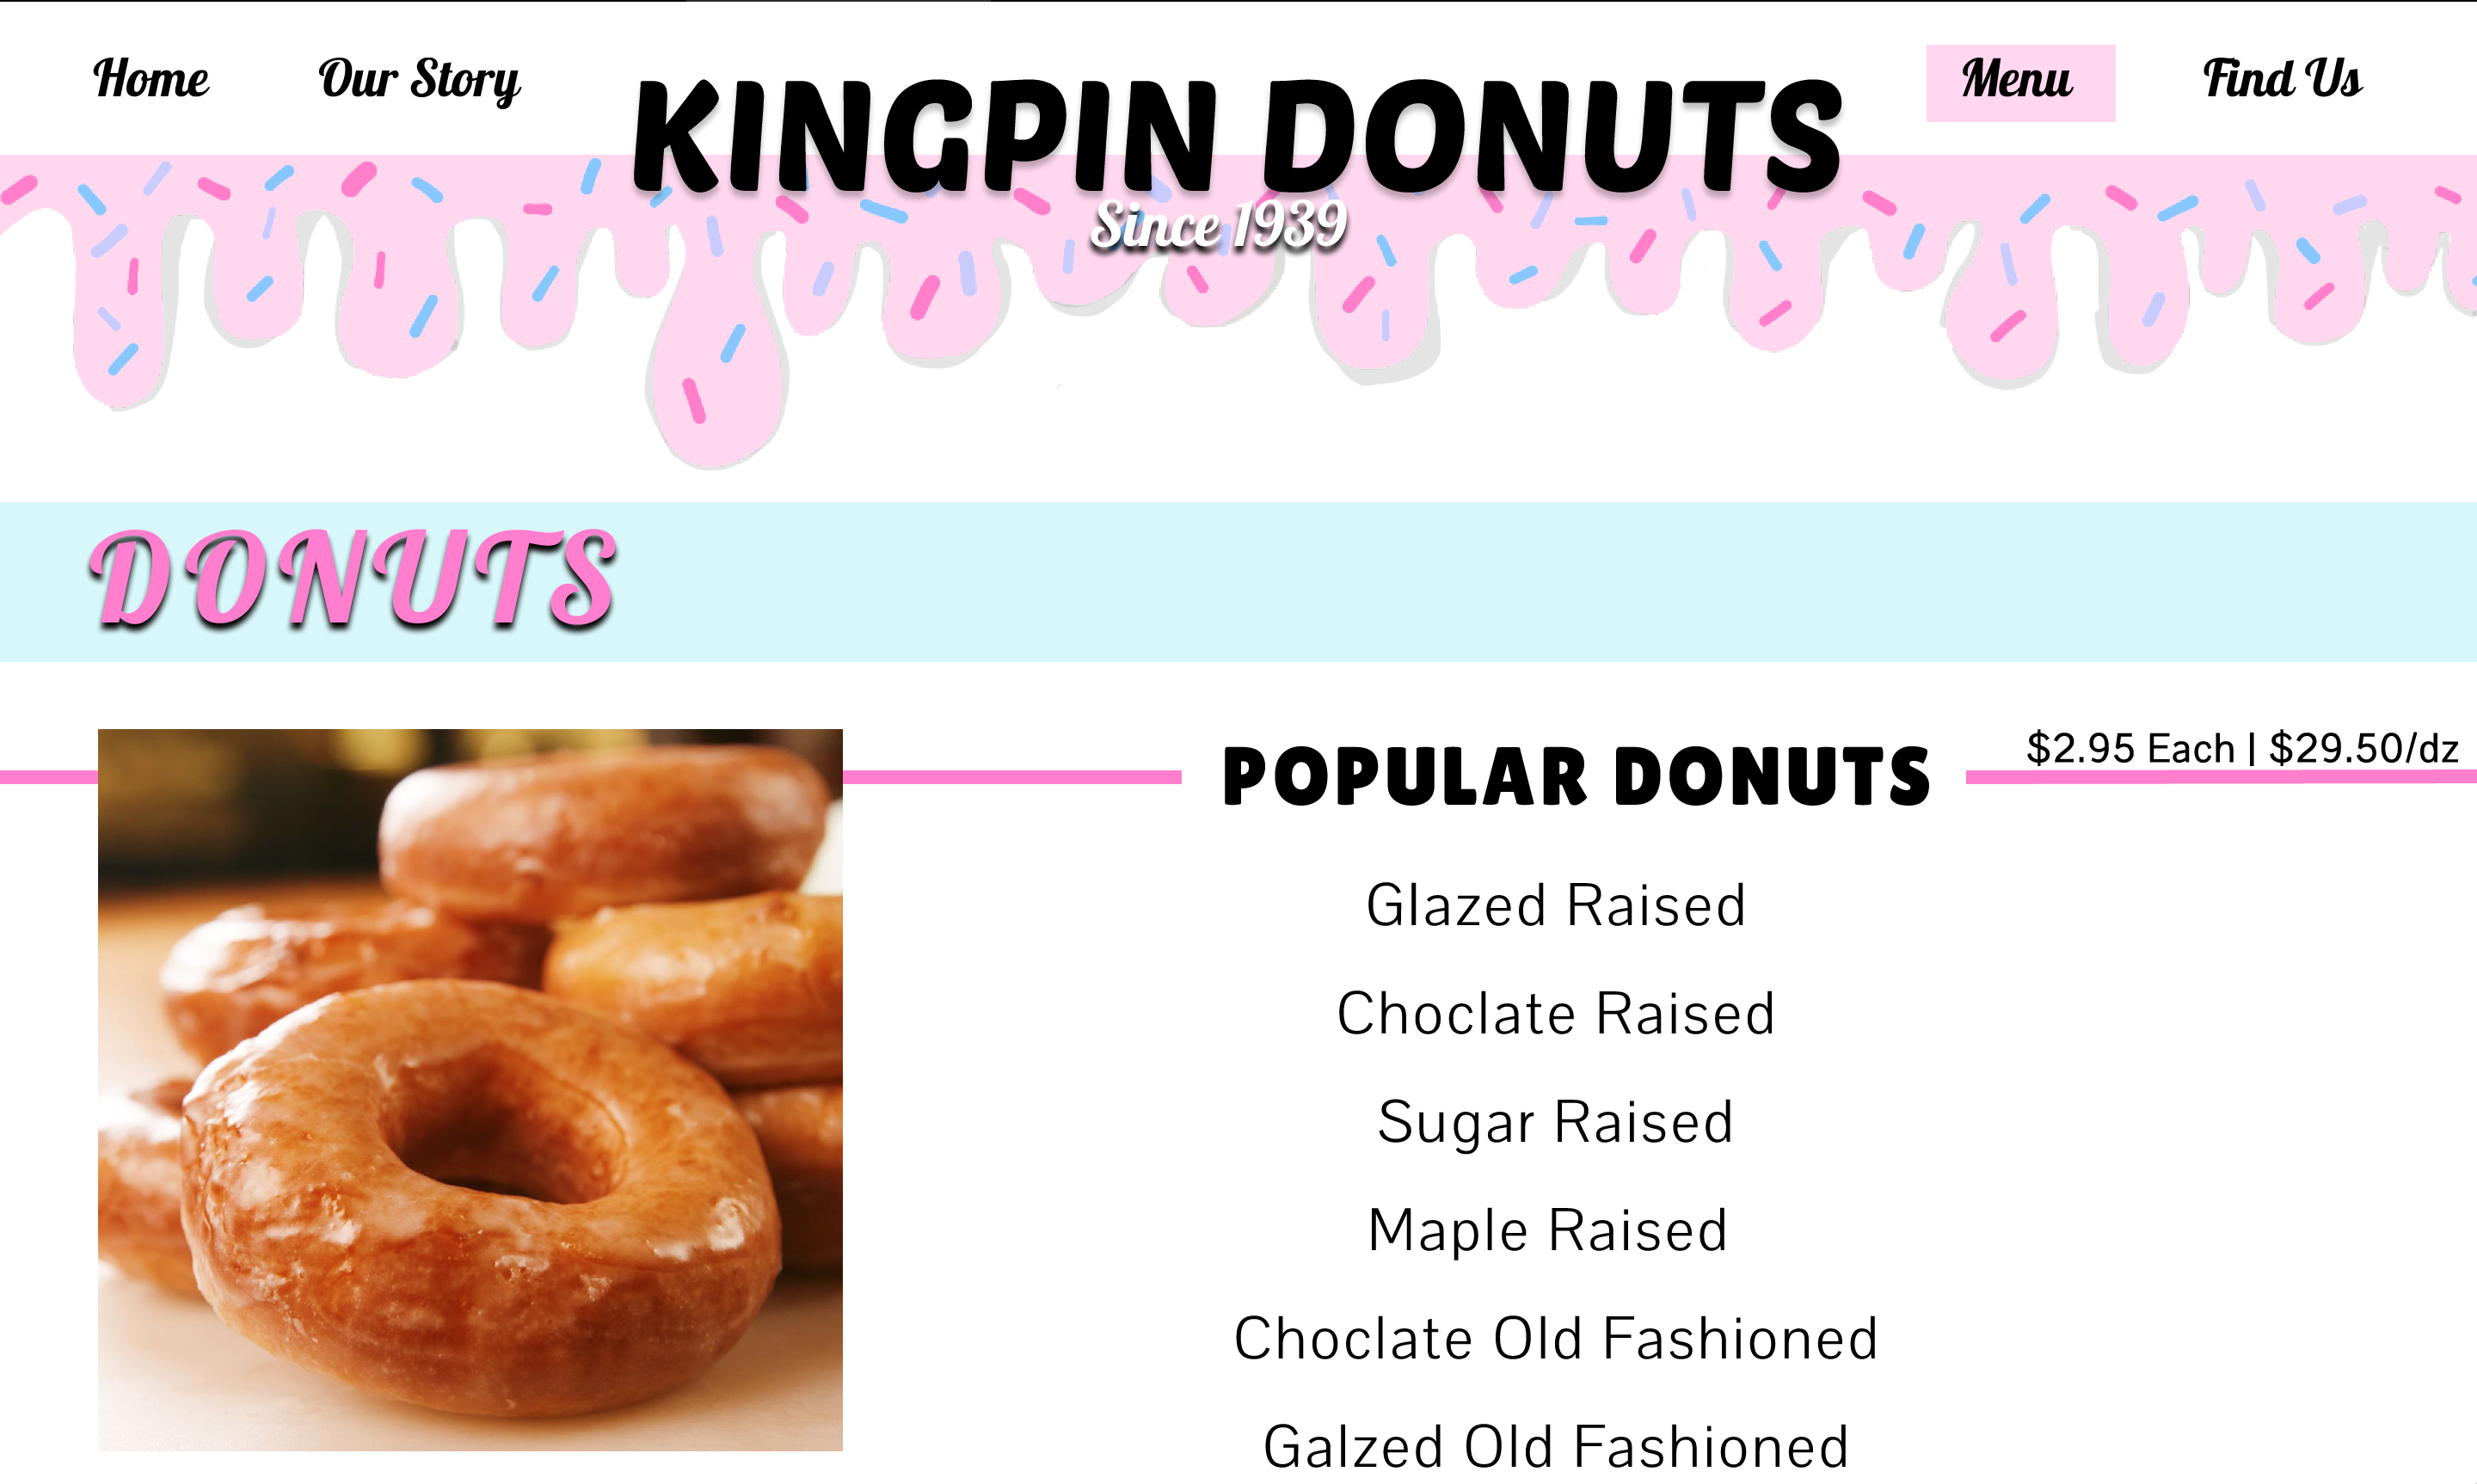 Home
Our Story
KINGPIN DONUTS
Menu
Find Us
Since 1939
DONUTS
POPULAR DONUTS
$2.95 Each | $29.50/dz
Glazed Raised
Choclate Raised
Sugar Raised
Maple Raised
Choclate Old Fashioned
Galzed Old Fashioned